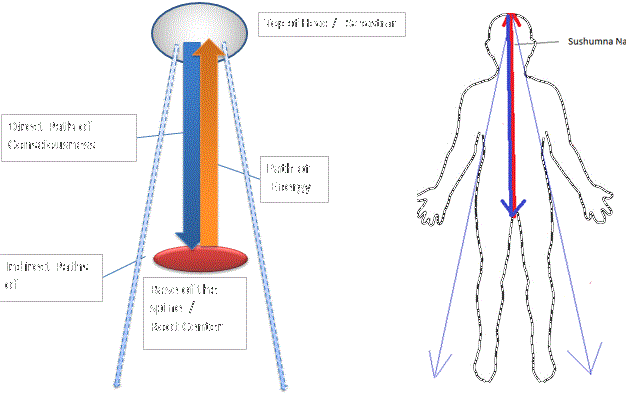 Top of Head / Cerebrum
Direct Path of
Consciousness
Path of
Energy
Indirect Paths
of
Base of the
spine /
Root Center
Sushumna Na